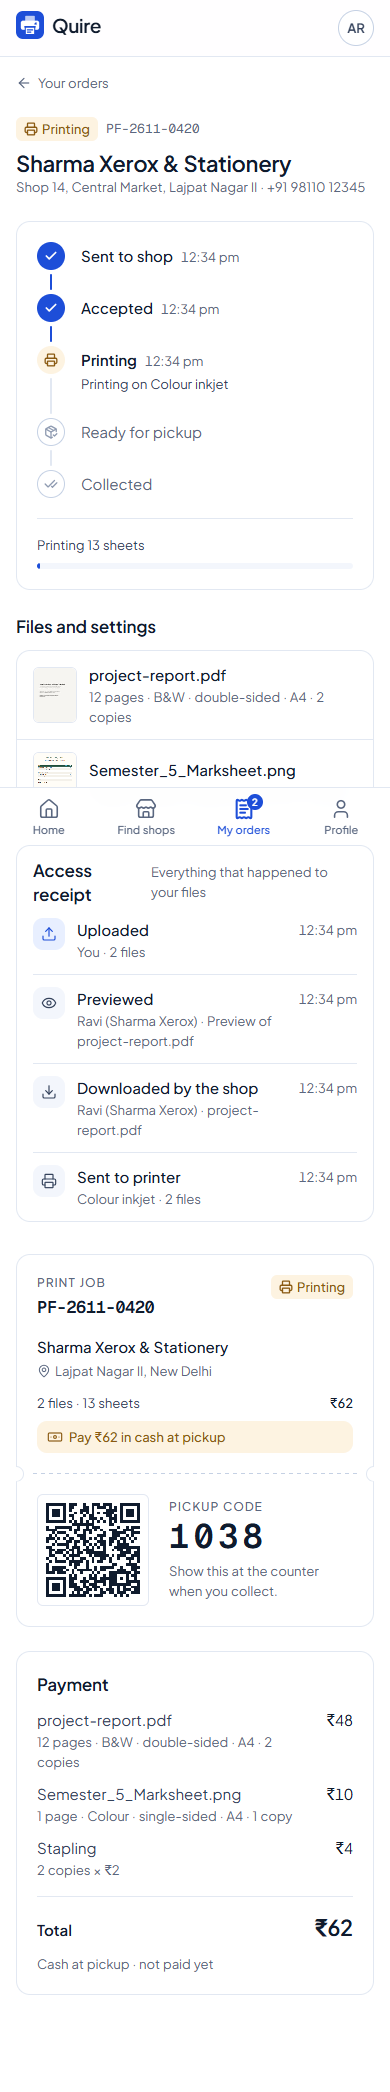 Quire
AR
Your orders
Printing PF-2611-0420
Sharma Xerox & Stationery
Shop 14, Central Market, Lajpat Nagar II · +91 98110 12345
Sent to shop 12:34 pm
Accepted 12:34 pm
Printing 12:34 pm
Printing on Colour inkjet
Ready for pickup
Collected
Printing 13 sheets
Files and settings
project-report.pdf
12 pages · B&W · double-sided · A4 · 2
copies
Semester_5_Marksheet.png
2
Home
Find shops
My orders
Profile
Access
receipt
Everything that happened to
your files
Uploaded 12:34 pm
You · 2 files
Previewed 12:34 pm
Ravi (Sharma Xerox) · Preview of
project-report.pdf
Downloaded by the shop 12:34 pm
Ravi (Sharma Xerox) · project-
report.pdf
Sent to printer 12:34 pm
Colour inkjet · 2 files
PRINT JOB
Printing
PF-2611-0420
Sharma Xerox & Stationery
Lajpat Nagar II, New Delhi
2 files · 13 sheets ₹62
Pay ₹62 in cash at pickup
PICKUP CODE
1038
Show this at the counter
when you collect.
Payment
project-report.pdf ₹48
12 pages · B&W · double-sided · A4 · 2
copies
Semester_5_Marksheet.png ₹10
1 page · Colour · single-sided · A4 · 1 copy
Stapling ₹4
2 copies × ₹2
Total ₹62
Cash at pickup · not paid yet